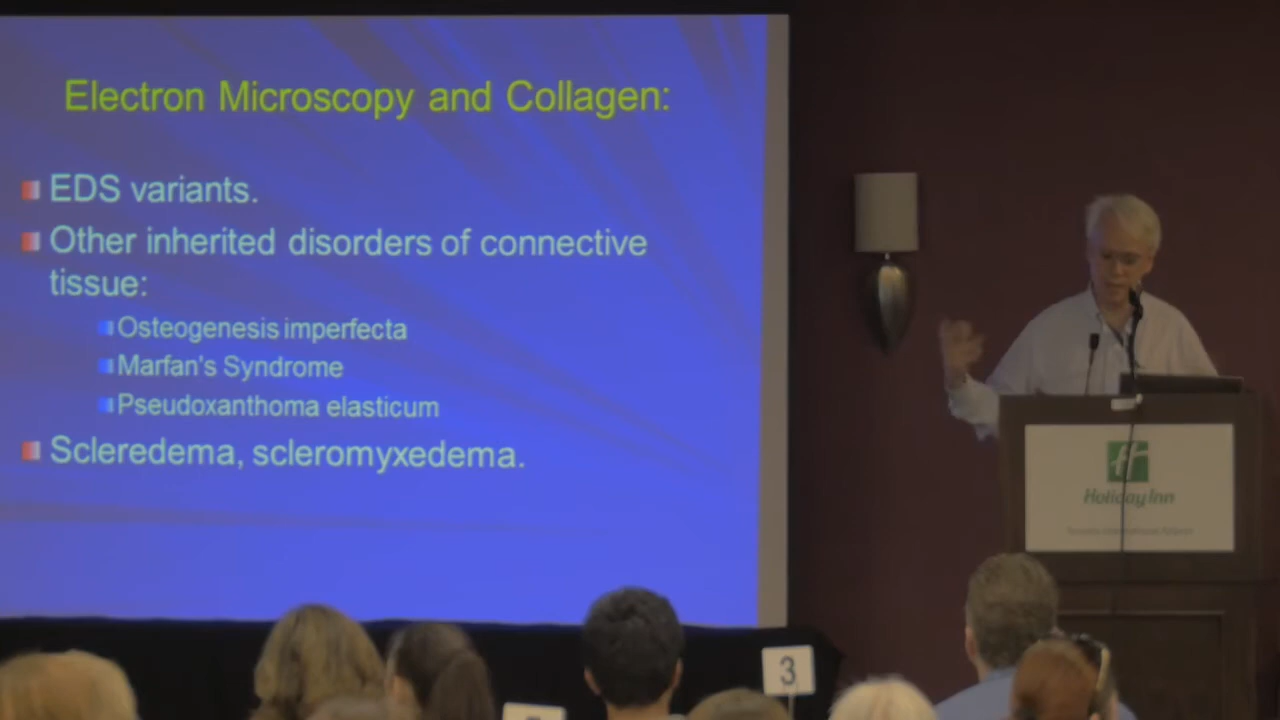 Electron Microscopy and Collagen:
EDS variants.
Other inherited disorders of connective
tissue:
Osteogenesis imperfecta
Marfan's Syndrome
Pseudoxanthoma elasticum
Scleredema, scleromyxedema.
H
Holiday Inn
3